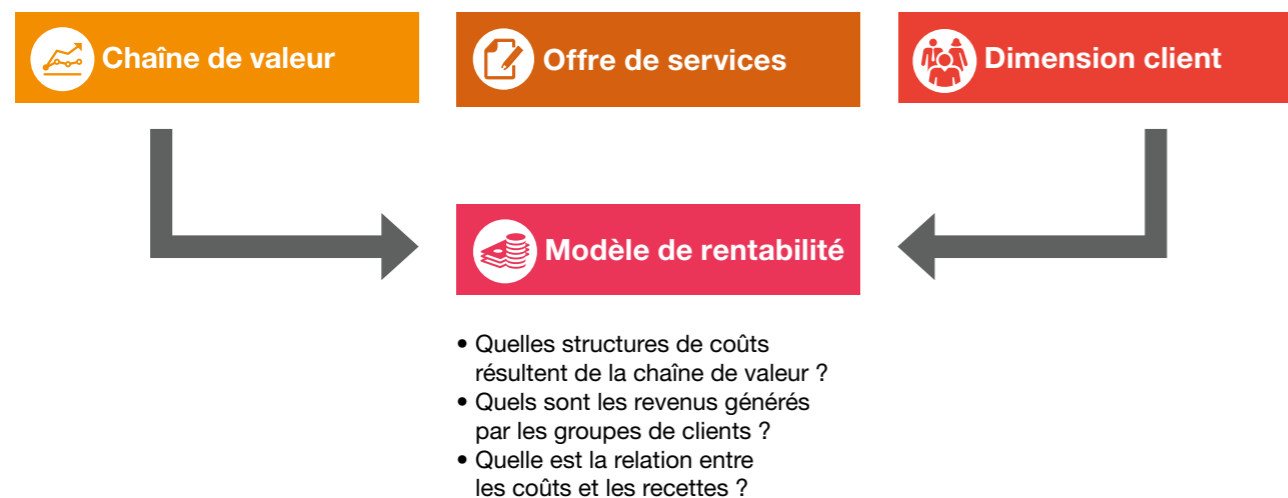 Chaîne de valeur
Offre de services
Dimension client
Modèle de rentabilité
• Quelles structures de coûts
résultent de la chaîne de valeur ?
• Quels sont les revenus générés
par les groupes de clients ?
• Quelle est la relation entre
les coûts et les recettes ?